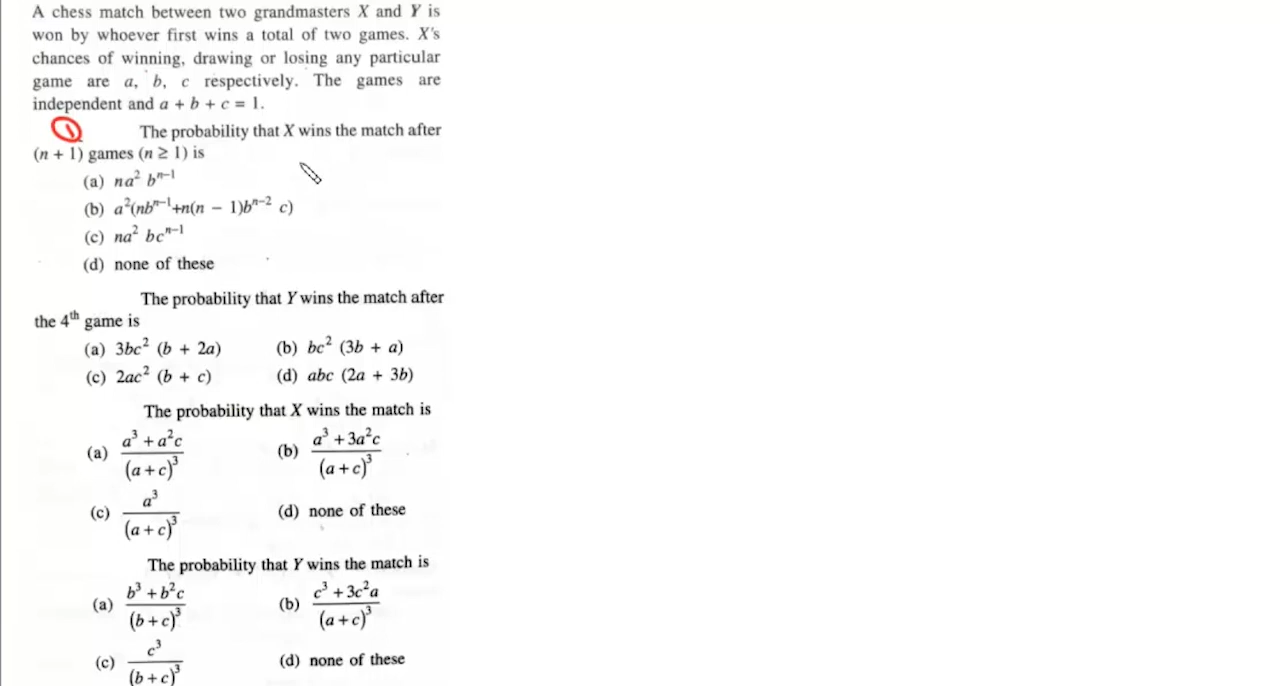 A chess match between two grandmasters X and Y is
won by whoever first wins a total of two games. X's
chances of winning, drawing or losing any particular
game are a, b, c respectively. The games are
independent and a + b + c = 1.
① The probability that X wins the match after
(n + 1) games (n ≥ 1) is
(a) na² bⁿ⁻¹
(b) a²(nbⁿ⁻¹+n(n − 1)bⁿ⁻² c)
(c) na² bcⁿ⁻¹
(d) none of these
The probability that Y wins the match after
the 4th game is
(a) 3bc² (b + 2a) (b) bc² (3b + a)
(c) 2ac² (b + c) (d) abc (2a + 3b)
The probability that X wins the match is
(a) (a³ + a²c)/(a + c)³ (b) (a³ + 3a²c)/(a + c)³
(c) a³/(a + c)³ (d) none of these
The probability that Y wins the match is
(a) (b³ + b²c)/(b + c)³ (b) (c³ + 3c²a)/(a + c)³
(c) c³/(b + c)³ (d) none of these